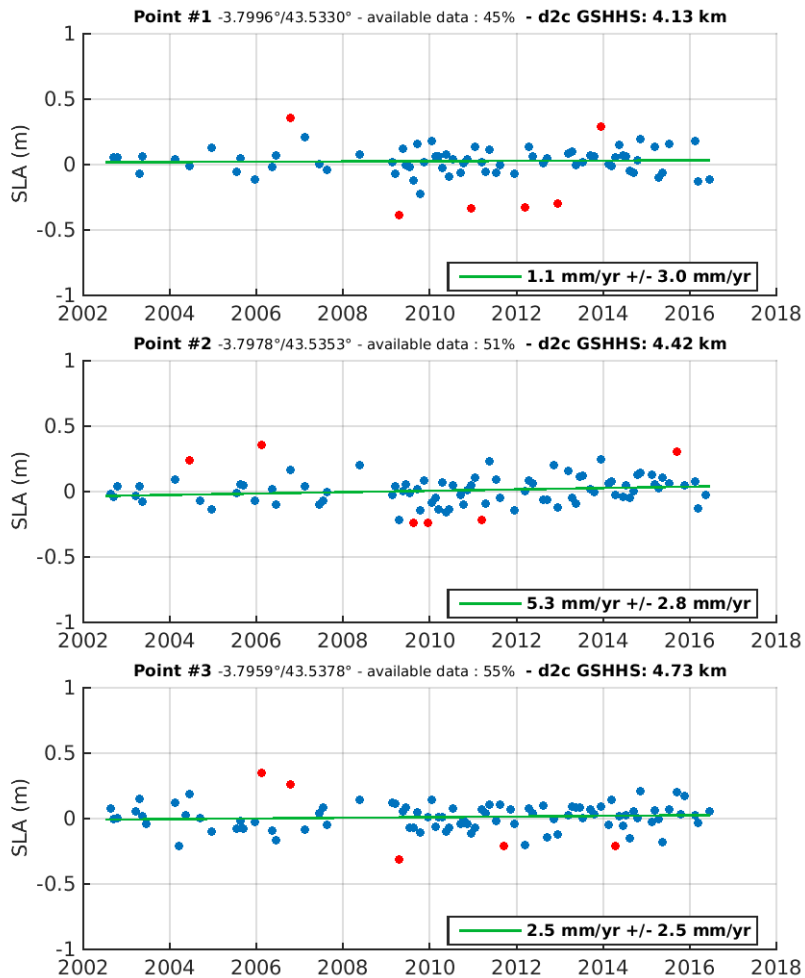 Point #1 -3.7996°/43.5330° - available data : 45% - d2c GSHHS: 4.13 km
1
0.5
0
-0.5
-1
SLA (m)
2002 2004 2006 2008 2010 2012 2014 2016 2018
1.1 mm/yr +/- 3.0 mm/yr
Point #2 -3.7978°/43.5353° - available data : 51% - d2c GSHHS: 4.42 km
1
0.5
0
-0.5
-1
SLA (m)
2002 2004 2006 2008 2010 2012 2014 2016 2018
5.3 mm/yr +/- 2.8 mm/yr
Point #3 -3.7959°/43.5378° - available data : 55% - d2c GSHHS: 4.73 km
1
0.5
0
-0.5
-1
SLA (m)
2002 2004 2006 2008 2010 2012 2014 2016 2018
2.5 mm/yr +/- 2.5 mm/yr